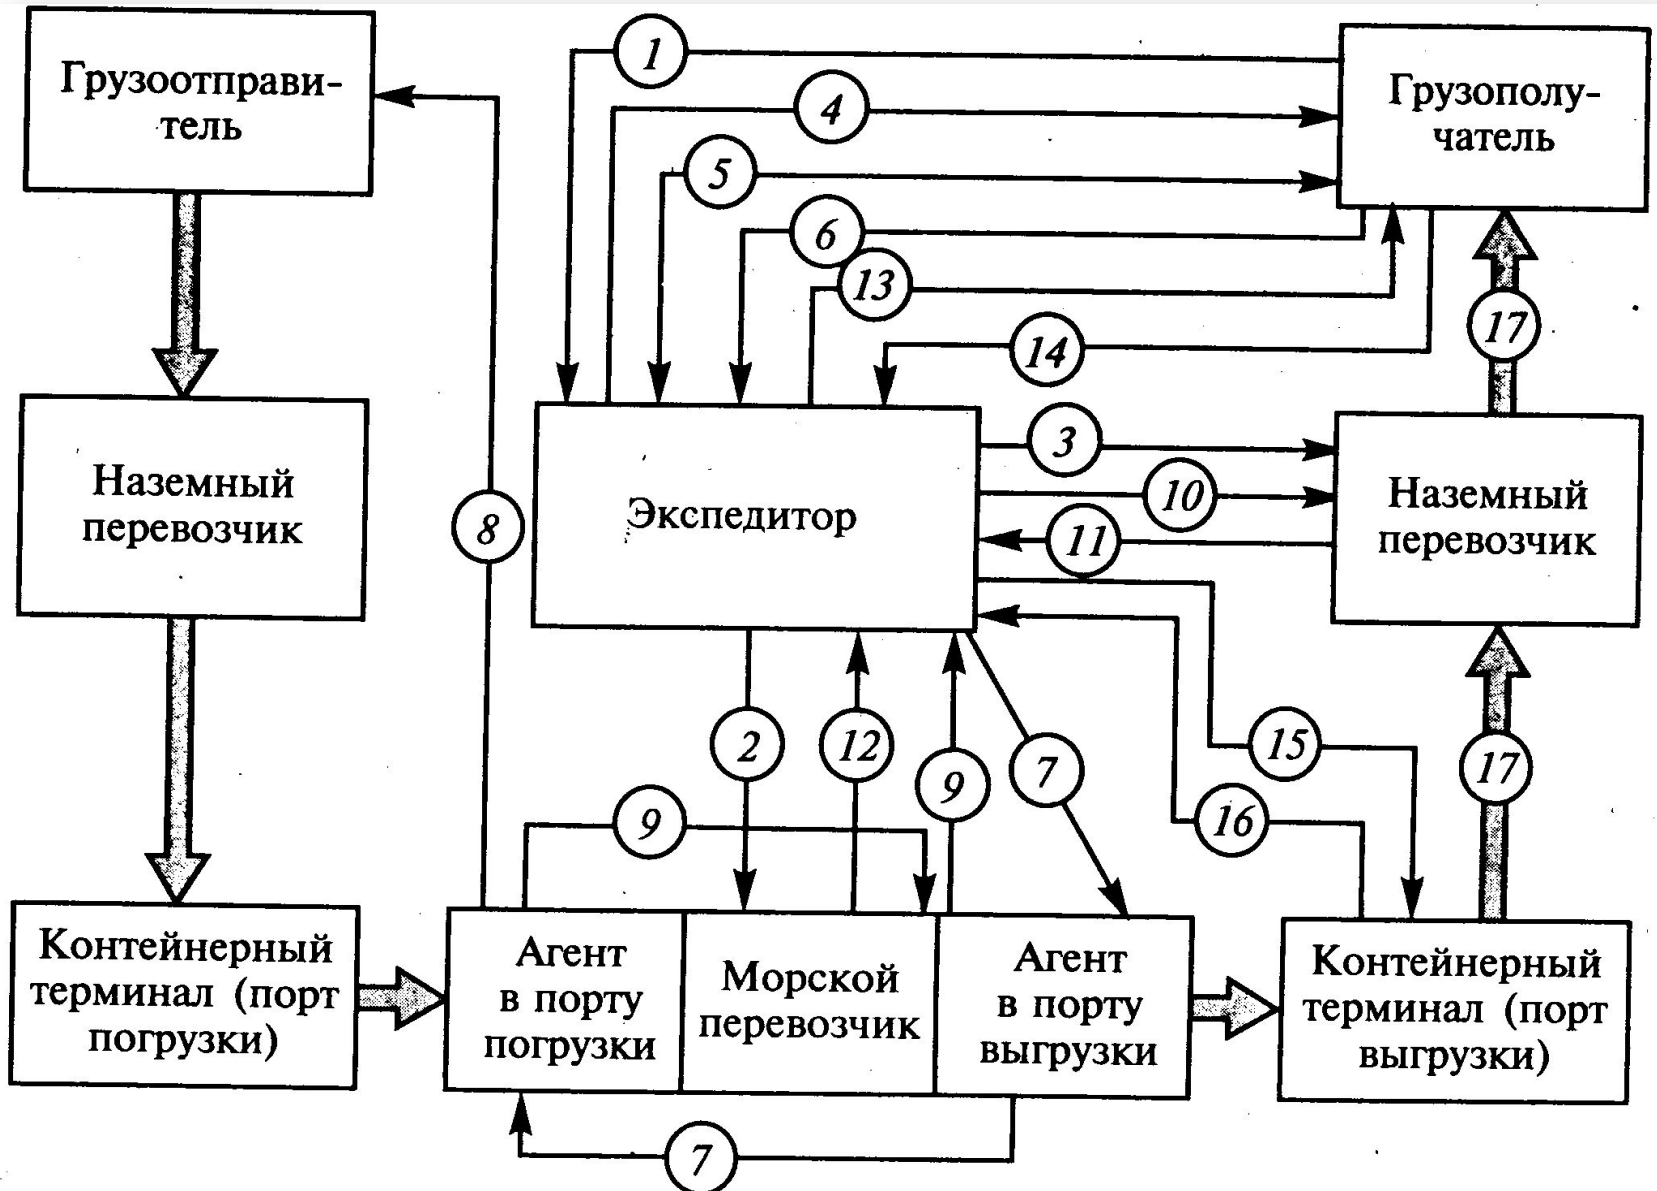 Грузоотправи-
тель
1
4
5
6
13
14
Грузополу-
чатель
17
Наземный
перевозчик
8
Экспедитор
3
10
11
Наземный
перевозчик
2
12
9
7
15
16
17
9
Контейнерный
терминал (порт
погрузки)
Агент
в порту
погрузки
Морской
перевозчик
Агент
в порту
выгрузки
Контейнерный
терминал (порт
выгрузки)
7